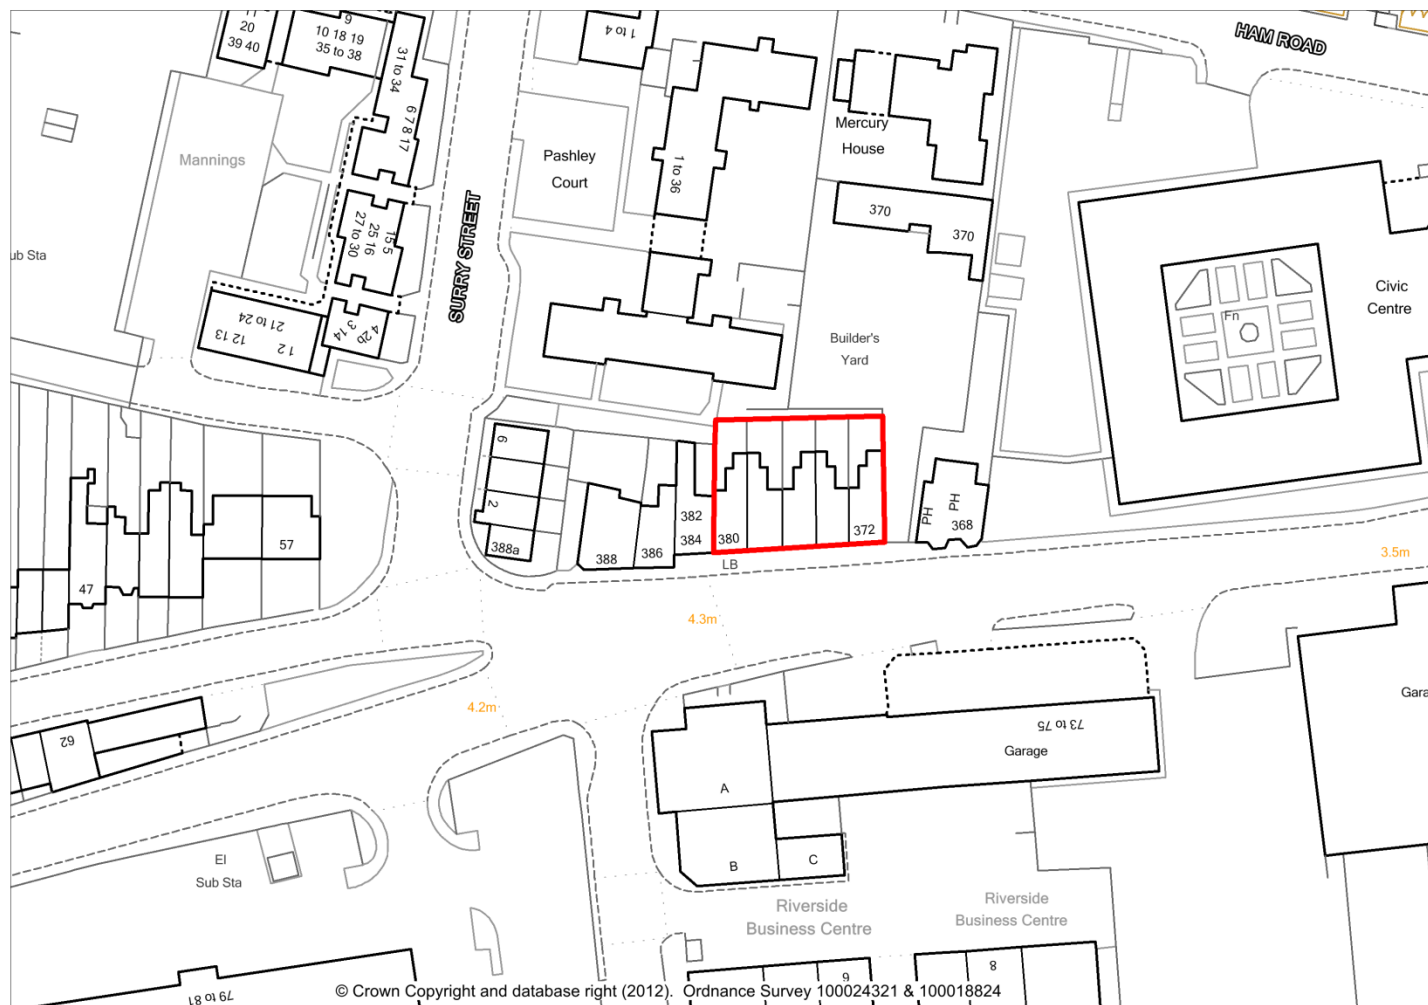 20
39 40
9
10 18 19
35 to 38
31 to 34
6 7 8 17
1 to 4
HAM ROAD
Mannings
Pashley
Court
1 to 36
Mercury
House
370
370
SURRY STREET
15 5
25 16
27 to 30
ub Sta
21 to 24
12 13
1 2
4 2b
3 14
Builder's
Yard
Fn
Civic
Centre
6
2
388a
388
386
382
384
380
372
PH
PH
368
LB
57
47
3.5m
4.3m
4.2m
62
73 to 75
Garage
Gara
A
B
C
El
Sub Sta
Riverside
Business Centre
Riverside
Business Centre
79 to 81
9
8
© Crown Copyright and database right (2012). Ordnance Survey 100024321 & 100018824